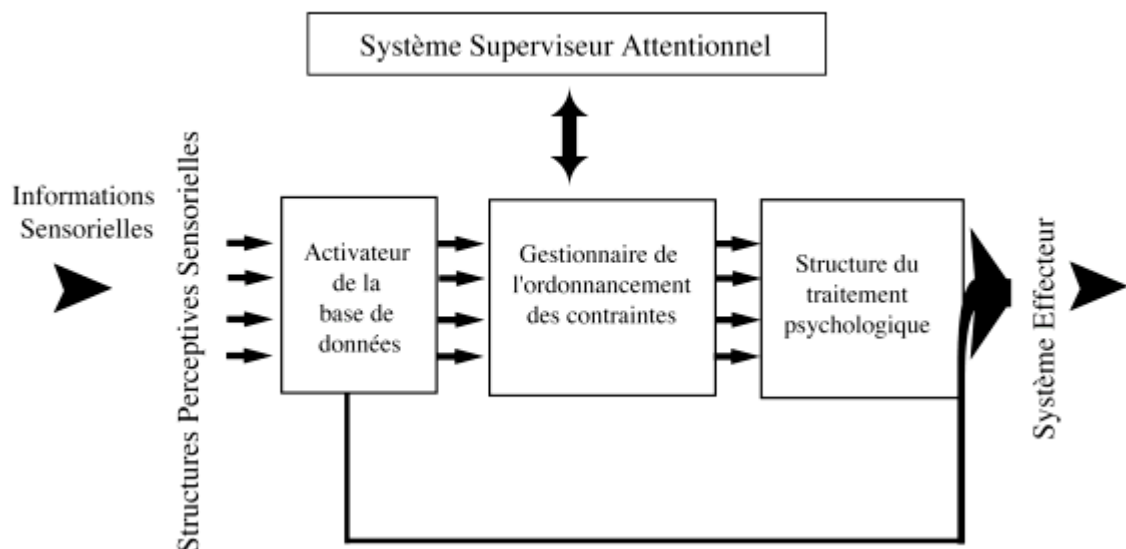 Système Superviseur Attentionnel
Informations
Sensorielles
Structures Perceptives Sensorielles
Activateur
de la
base de
données
Gestionnaire de
l'ordonnancement
des contraintes
Structure du
traitement
psychologique
Système Effecteur